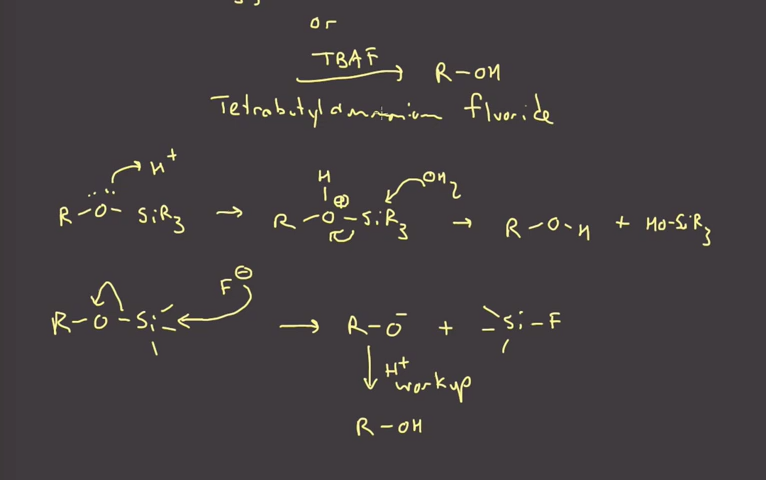 or
TBAF
R-OH
Tetrabutylammonium fluoride
H+
R-O-SiR3 → R-O-SiR3 → R-O-H + HO-SiR3
H
⊕
OH2
F⊖
R-O-Si → R-O- + Si-F
H+
workup
R-OH